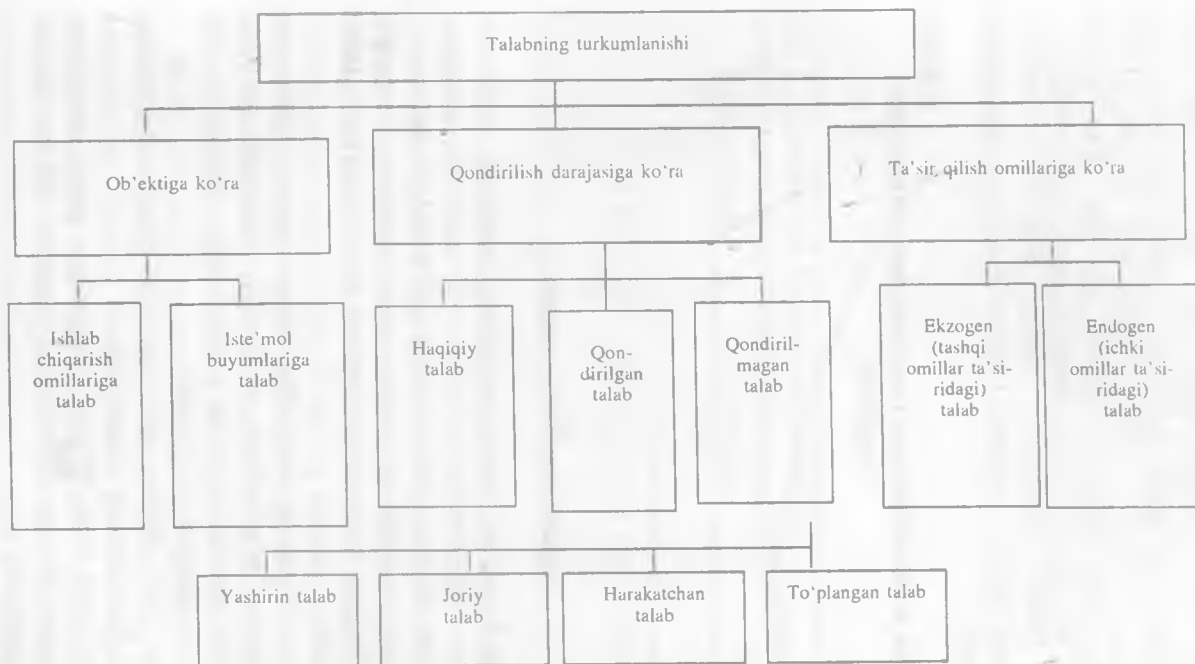 Talabning turkumlanishi
Ob'ektiga ko‘ra
Qondirilish darajasiga ko‘ra
Ta'sir qilish omillariga ko‘ra
Ishlab
chiqarish
omillariga
talab
Iste'mol
buyumlariga
talab
Haqiqiy
talab
Qon-
dirilgan
talab
Qondiril-
magan
talab
Ekzogen
(tashqi
omillar ta'si-
ridagi)
talab
Endogen
(ichki
omillar ta'si-
ridagi)
talab
Yashirin talab
Joriy
talab
Harakatchan
talab
To‘plangan talab